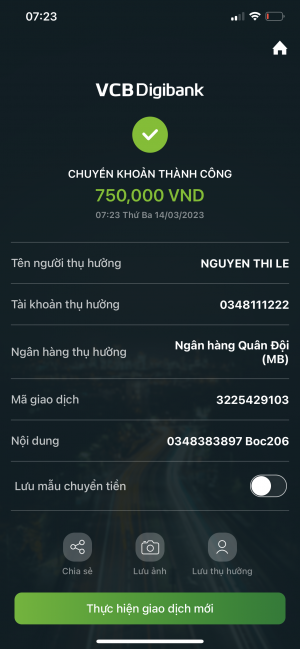 07:23
VCB Digibank
CHUYỂN KHOẢN THÀNH CÔNG
750,000 VND
07:23 Thứ Ba 14/03/2023
Tên người thụ hưởng NGUYEN THI LE
Tài khoản thụ hưởng 0348111222
Ngân hàng thụ hưởng Ngân hàng Quân Đội
(MB)
Mã giao dịch 3225429103
Nội dung 0348383897 Boc206
Lưu mẫu chuyển tiền
Chia sẻ Lưu ảnh Lưu thụ hưởng
Thực hiện giao dịch mới